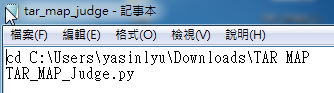 tar_map_judge - 記事本
檔案(F) 編輯(E) 格式(O) 檢視(V) 說明(H)
cd C:\Users\yasinlyu\Downloads\TAR MAP
TAR_MAP_Judge.py